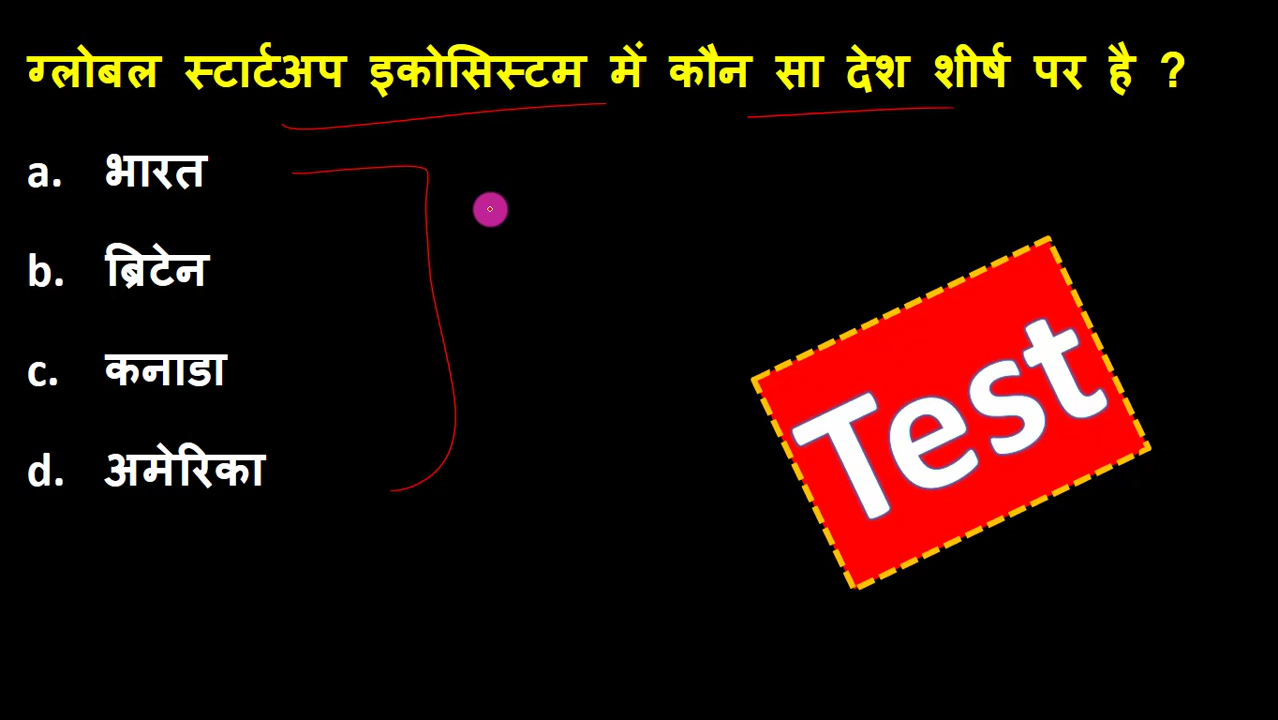 ग्लोबल स्टार्टअप इकोसिस्टम में कौन सा देश शीर्ष पर है ?
a. भारत
b. ब्रिटेन
c. कनाडा
d. अमेरिका
Test